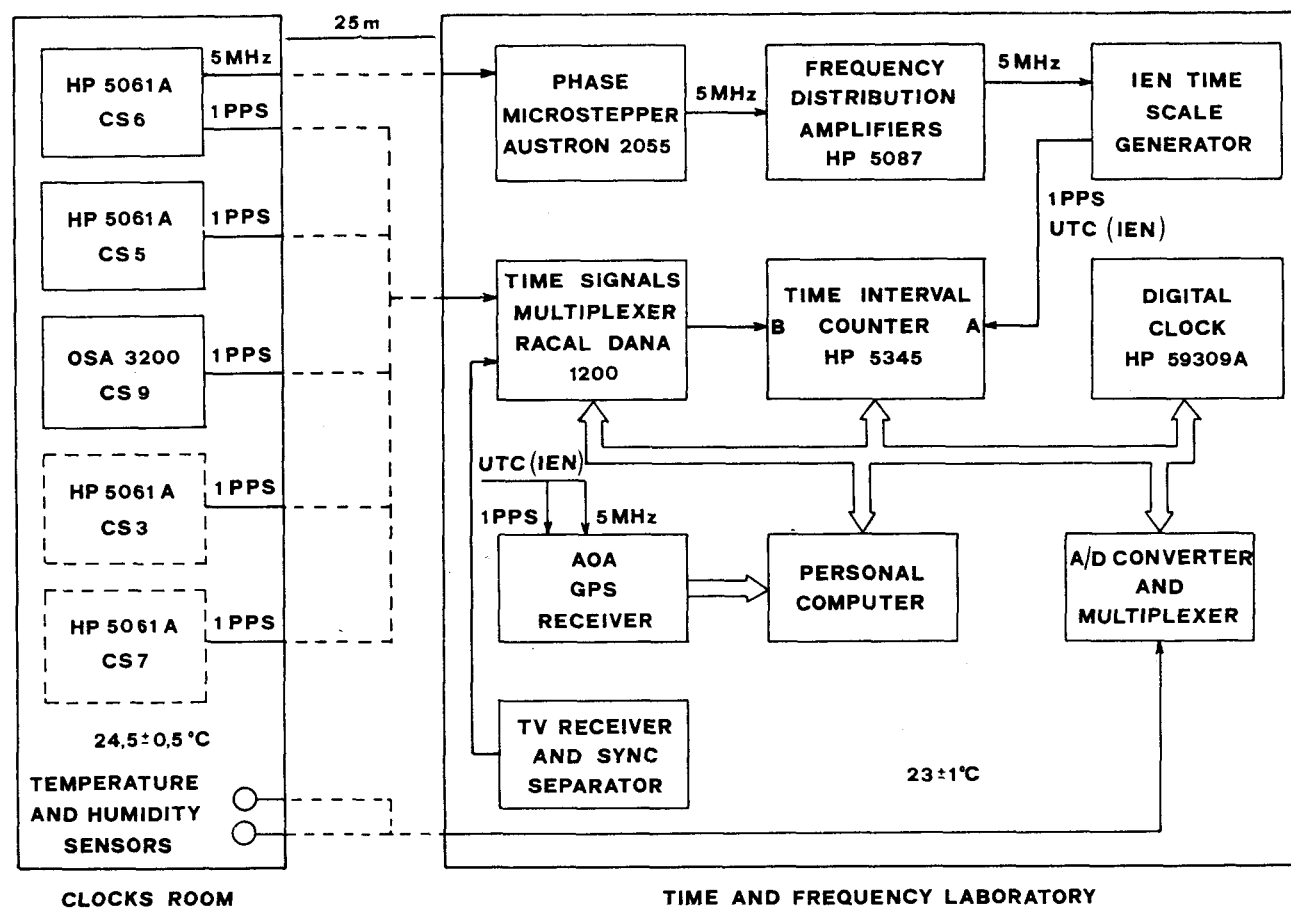 25m
HP 5061A
CS6
5MHz
1PPS
HP 5061A
CS5
1PPS
OSA 3200
CS9
1PPS
HP 5061A
CS3
1PPS
HP 5061A
CS7
1PPS
24,5±0,5°C
TEMPERATURE
AND HUMIDITY
SENSORS
CLOCKS ROOM
PHASE
MICROSTEPPER
AUSTRON 2055
5MHz
FREQUENCY
DISTRIBUTION
AMPLIFIERS
HP 5087
5MHz
IEN TIME
SCALE
GENERATOR
1PPS
UTC (IEN)
TIME SIGNALS
MULTIPLEXER
RACAL DANA
1200
TIME INTERVAL
B COUNTER A
HP 5345
DIGITAL
CLOCK
HP 59309A
UTC (IEN)
1PPS
5MHz
AOA
GPS
RECEIVER
PERSONAL
COMPUTER
A/D CONVERTER
AND
MULTIPLEXER
TV RECEIVER
AND SYNC
SEPARATOR
23±1°C
TIME AND FREQUENCY LABORATORY